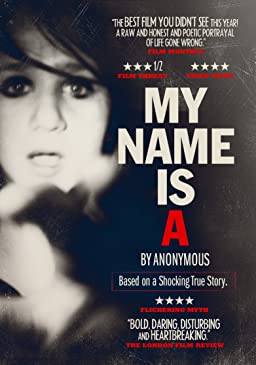 "THE BEST FILM YOU DIDN'T SEE THIS YEAR!
A RAW AND HONEST AND POETIC PORTRAYAL
OF LIFE GONE WRONG."
FILM MONTHLY
★★★1/2
★★★★
FILM THREAT
MY
NAME
IS
A
BY ANONYMOUS
Based on a Shocking True Story.
★★★★
FLICKERING MYTH
"BOLD, DARING, DISTURBING
AND HEARTBREAKING."
THE LONDON FILM REVIEW